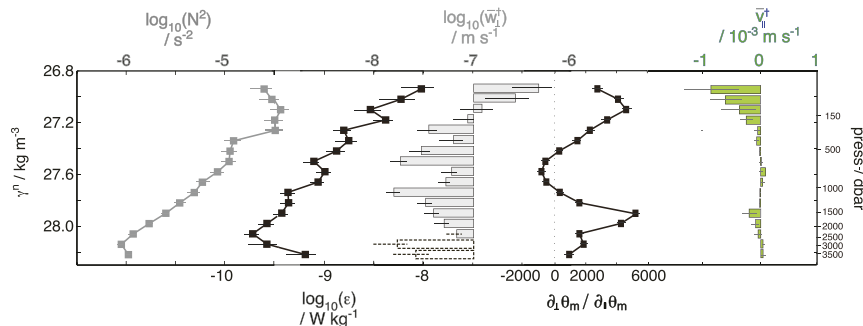 log10(N²)
/ s⁻²
log10(w̅⊥†)
/ m s⁻¹
v̅∥†
/ 10⁻³ m s⁻¹
-6 -5 -8 -7 -6 -1 0 1
26.8
27.2
27.6
28.0
γⁿ / kg m⁻³
150
500
1000
1500
2000
2500
3000
3500
press. / dbar
-10 -9 -8 -2000 0 2000 4000 6000
log10(ε)
/ W kg⁻¹
∂⊥θm / ∂∥θm